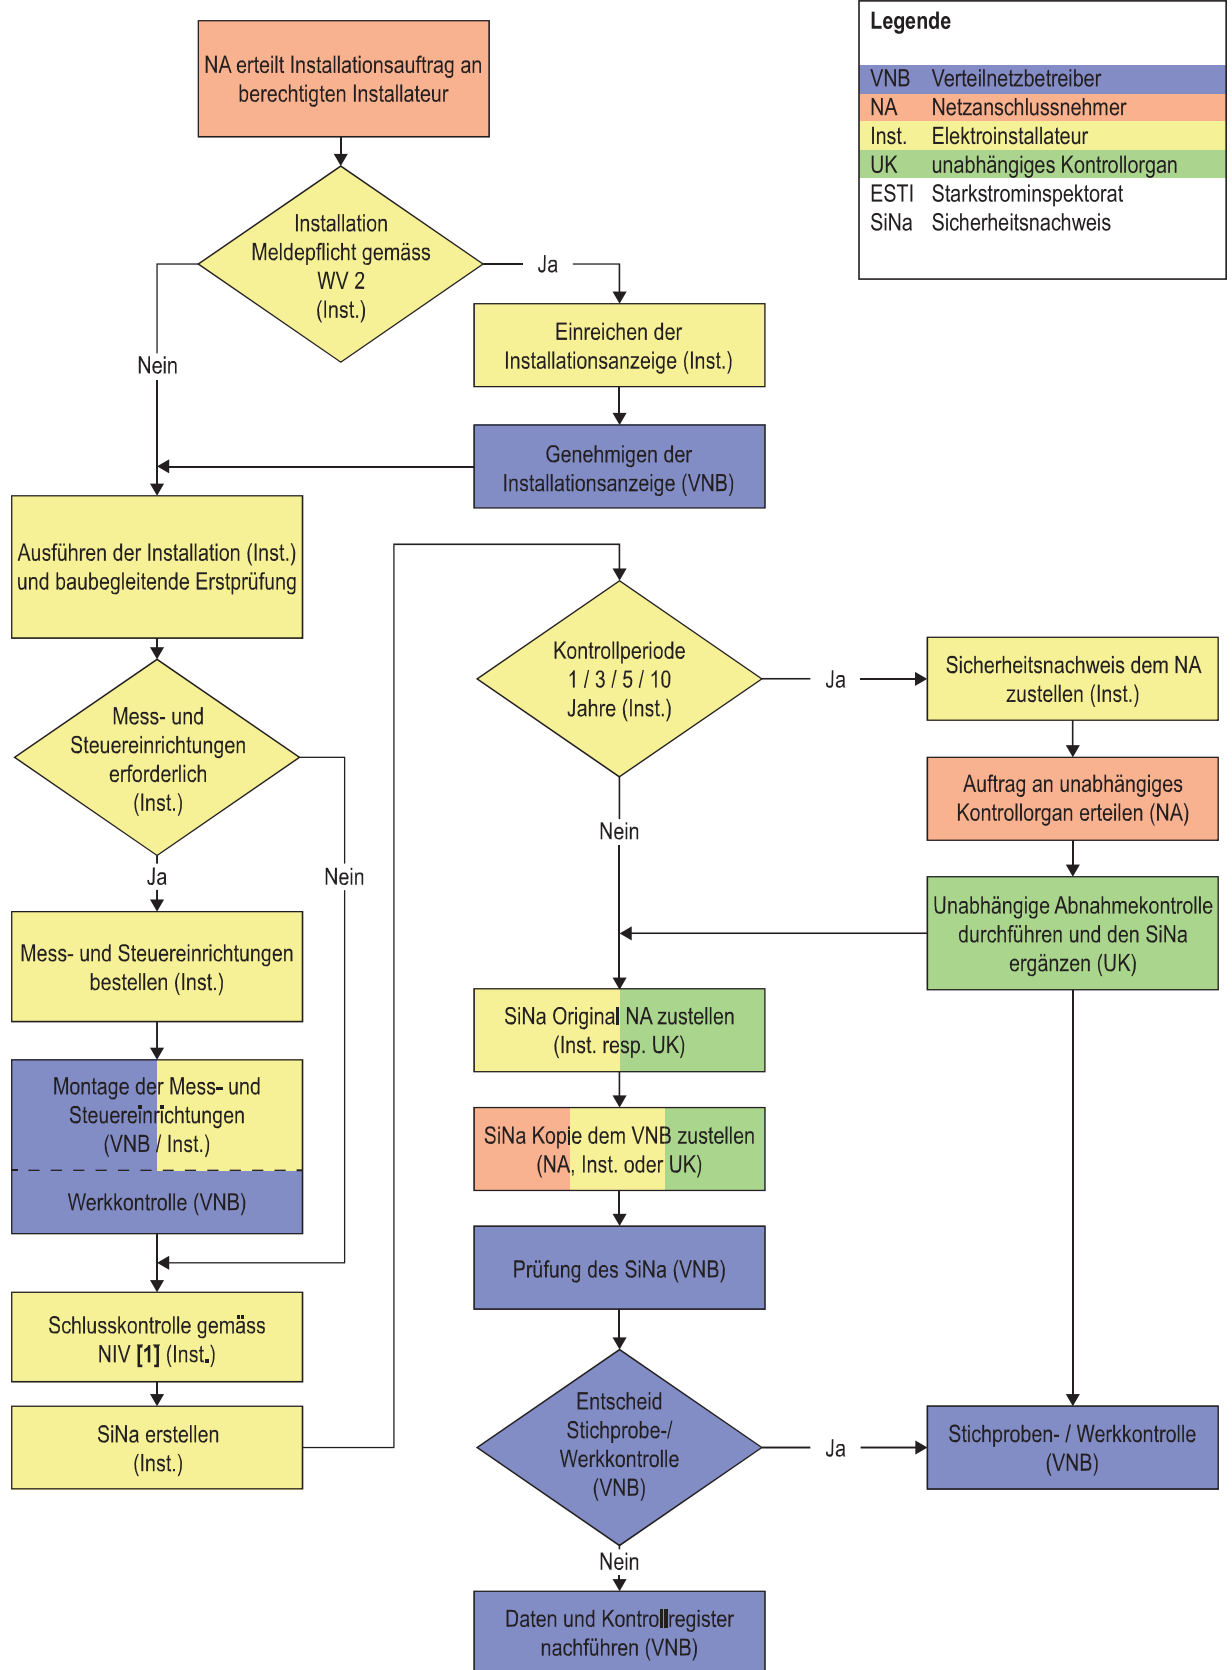 NA erteilt Installationsauftrag an
berechtigten Installateur
Legende
VNB Verteilnetzbetreiber
NA Netzanschlussnehmer
Inst. Elektroinstallateur
UK unabhängiges Kontrollorgan
ESTI Starkstrominspektorat
SiNa Sicherheitsnachweis
Installation
Meldepflicht gemäss
WV 2
(Inst.)
Ja
Nein
Einreichen der
Installationsanzeige (Inst.)
Genehmigen der
Installationsanzeige (VNB)
Ausführen der Installation (Inst.)
und baubegleitende Erstprüfung
Mess- und
Steuereinrichtungen
erforderlich
(Inst.)
Ja
Nein
Mess- und Steuereinrichtungen
bestellen (Inst.)
Montage der Mess- und
Steuereinrichtungen
(VNB / Inst.)
Werkkontrolle (VNB)
Schlusskontrolle gemäss
NIV [1] (Inst.)
SiNa erstellen
(Inst.)
Kontrollperiode
1 / 3 / 5 / 10
Jahre (Inst.)
Ja
Nein
Sicherheitsnachweis dem NA
zustellen (Inst.)
Auftrag an unabhängiges
Kontrollorgan erteilen (NA)
Unabhängige Abnahmekontrolle
durchführen und den SiNa
ergänzen (UK)
SiNa Original NA zustellen
(Inst. resp. UK)
SiNa Kopie dem VNB zustellen
(NA, Inst. oder UK)
Prüfung des SiNa (VNB)
Entscheid
Stichprobe-/
Werkkontrolle
(VNB)
Ja
Nein
Stichproben- / Werkkontrolle
(VNB)
Daten und Kontrollregister
nachführen (VNB)